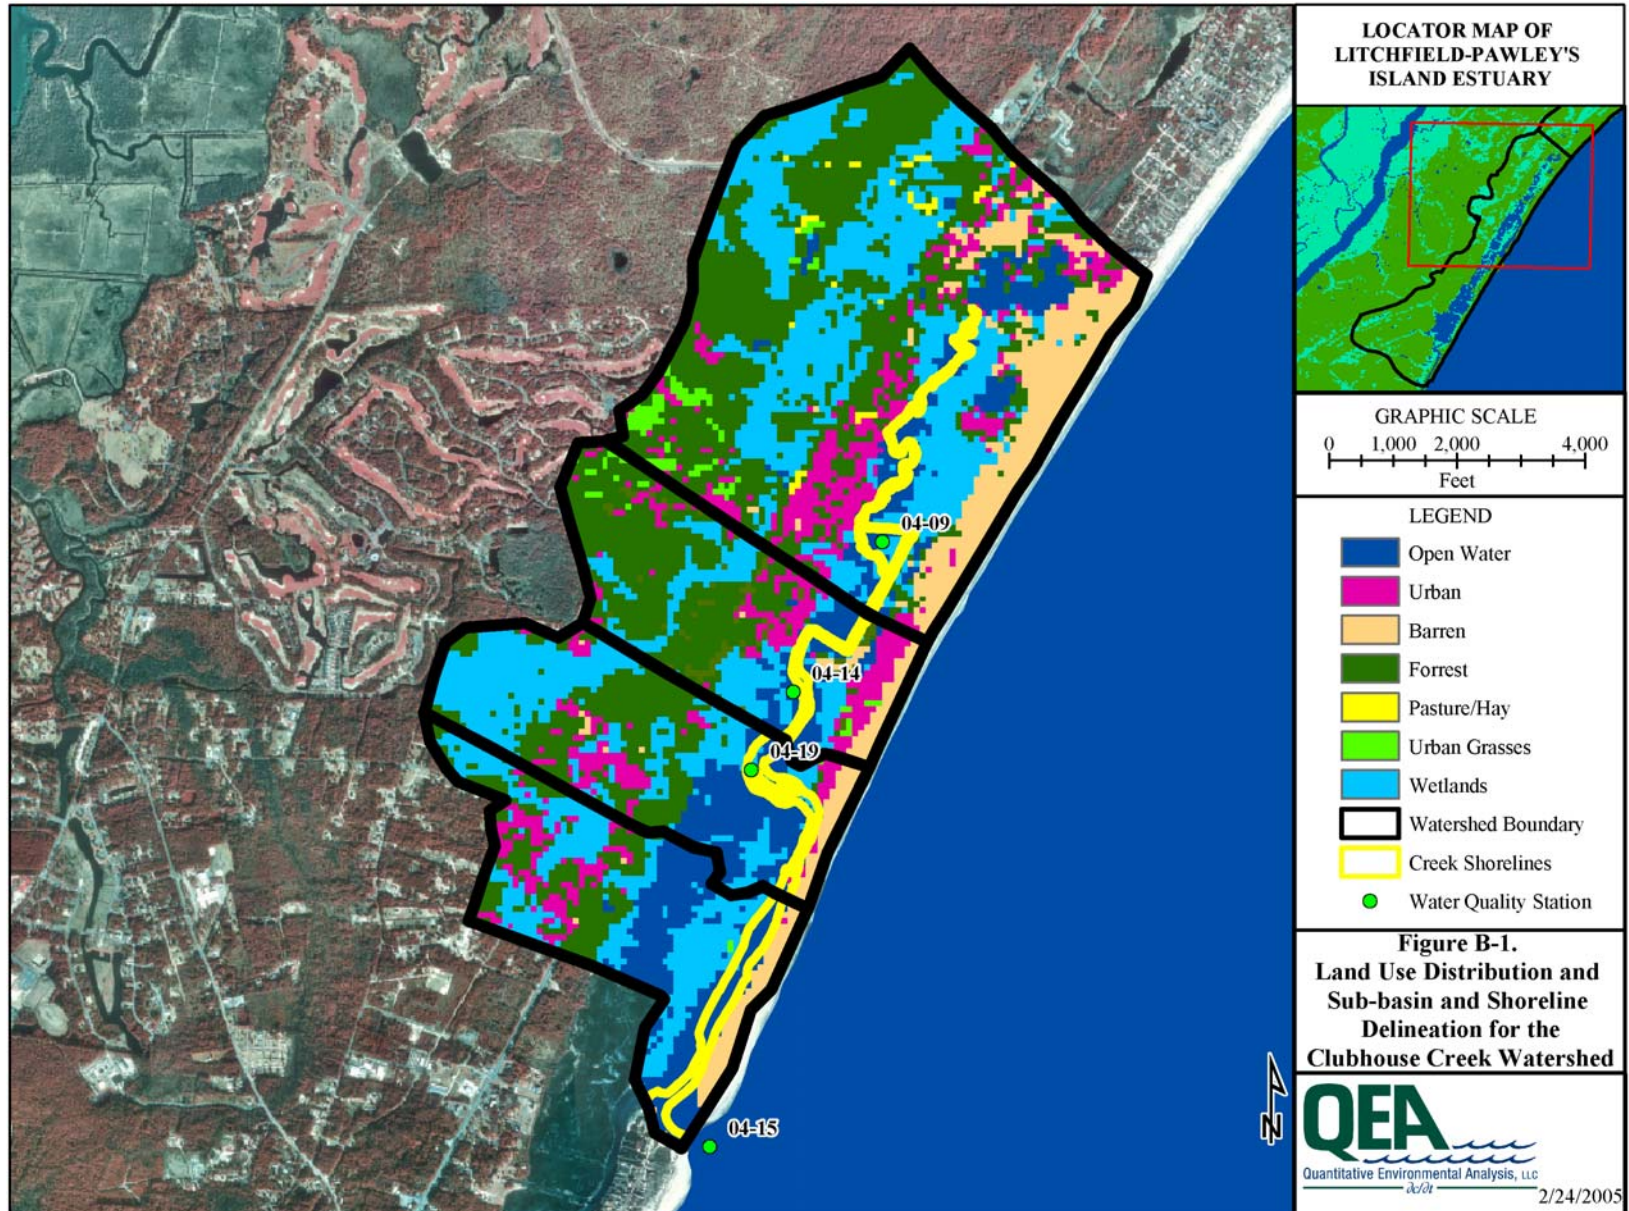 LOCATOR MAP OF
LITCHFIELD-PAWLEY'S
ISLAND ESTUARY
GRAPHIC SCALE
0 1,000 2,000 4,000
Feet
LEGEND
Open Water
Urban
Barren
Forrest
Pasture/Hay
Urban Grasses
Wetlands
Watershed Boundary
Creek Shorelines
Water Quality Station
04-09
04-14
04-19
04-15
N
Figure B-1.
Land Use Distribution and
Sub-basin and Shoreline
Delineation for the
Clubhouse Creek Watershed
QEA
Quantitative Environmental Analysis, LLC
∂c/∂t
2/24/2005